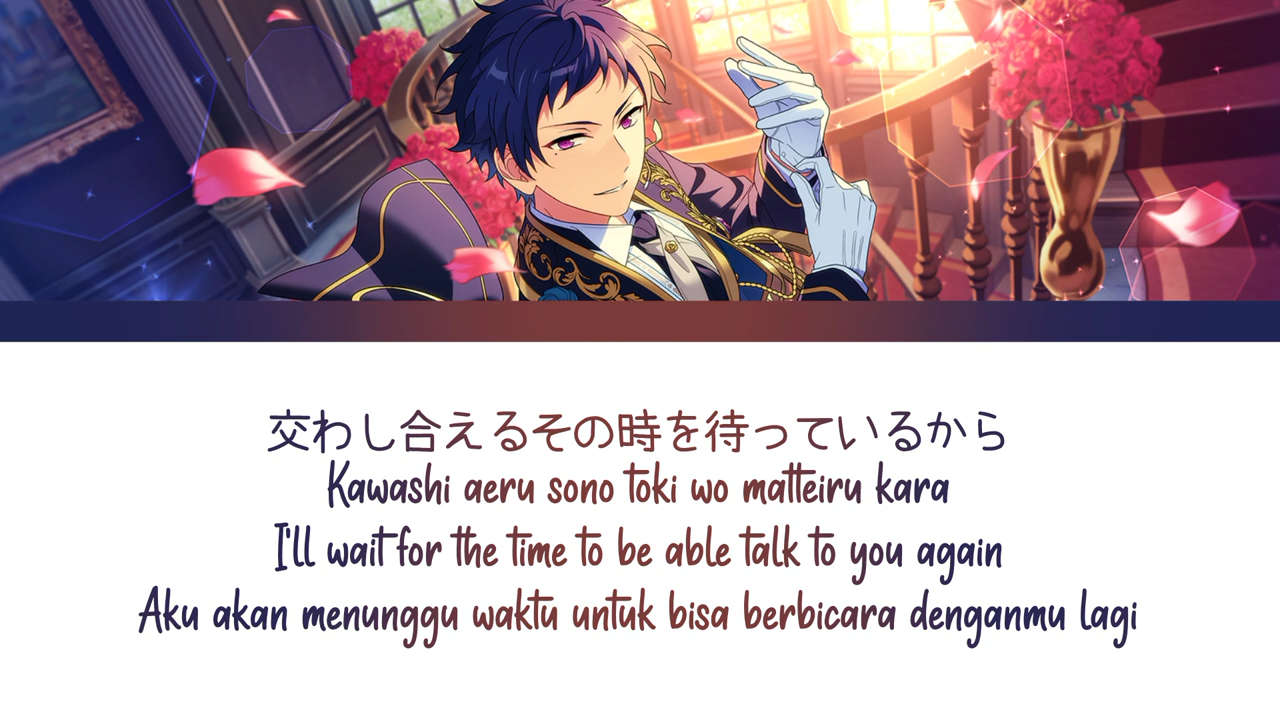 交わし合えるその時を待っているから
Kawashi aeru sono toki wo matteiru kara
I'll wait for the time to be able talk to you again
Aku akan menunggu waktu untuk bisa berbicara denganmu lagi